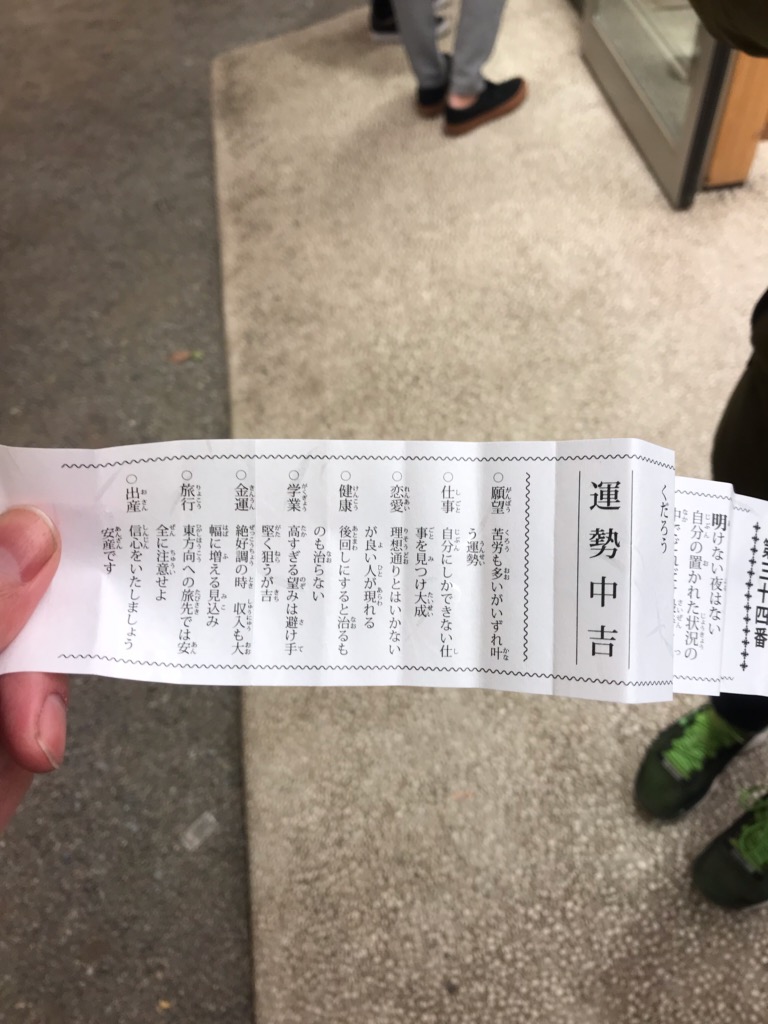 第三十四番
明けない夜はない
自分の置かれた状況の
くだろう
運勢中吉
○願望 苦労も多いがいずれ叶
う運勢
○仕事 自分にしかできない仕
事を見つけ大成
○恋愛 理想通りとはいかない
が良い人が現れる
○健康 後回しにすると治るも
のも治らない
○学業 高すぎる望みは避け手
堅く狙うが吉
○金運 絶好調の時 収入も大
幅に増える見込み
○旅行 東方向への旅先では安
全に注意せよ
○出産 信心をいたしましょう
安産です